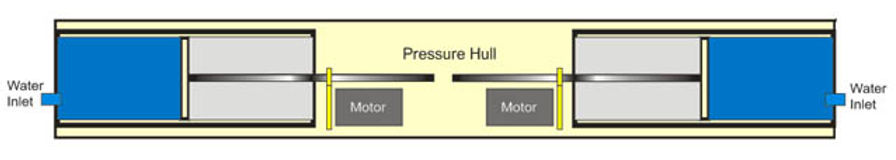 Pressure Hull
Water
Inlet
Motor
Motor
Water
Inlet